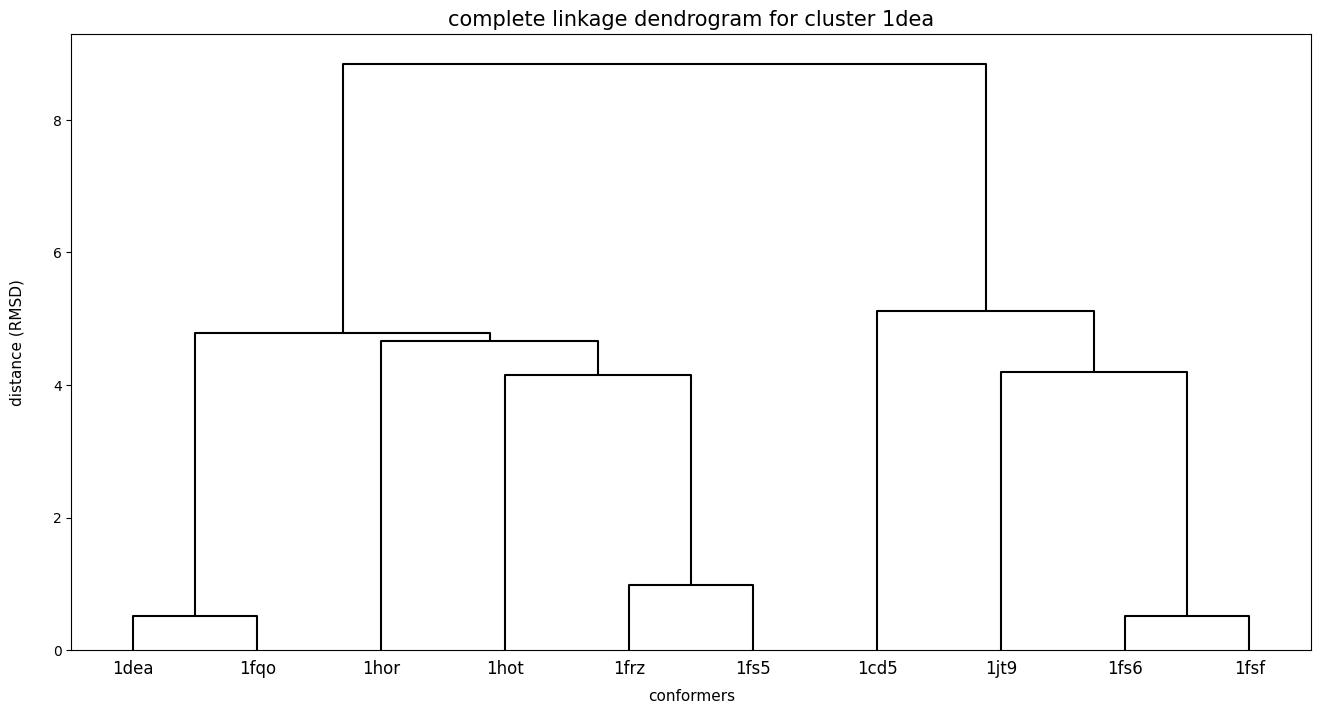 complete linkage dendrogram for cluster 1dea
distance (RMSD)
8
6
4
2
0
1dea 1fqo 1hor 1hot 1frz 1fs5 1cd5 1jt9 1fs6 1fsf
conformers